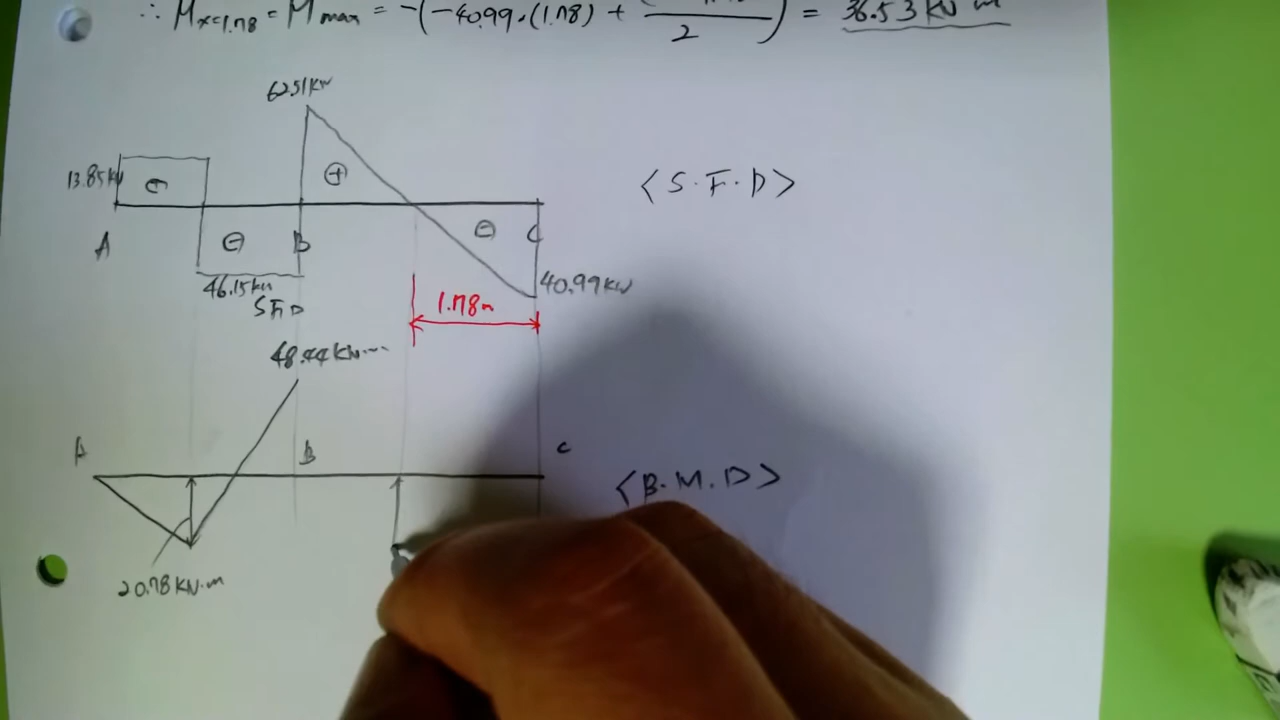 ∴ Mx=1.78 = Mmax = -(-40.99×(1.78) + 2) = 36.53 kN·m
62.51kN
13.85kN ⊕ ⊕ <S.F.D>
A ⊖ B ⊖ C
46.15kN 40.99kN
S.F.D 1.78m
48.44kN·m
A B C
<B.M.D>
20.78KN·m